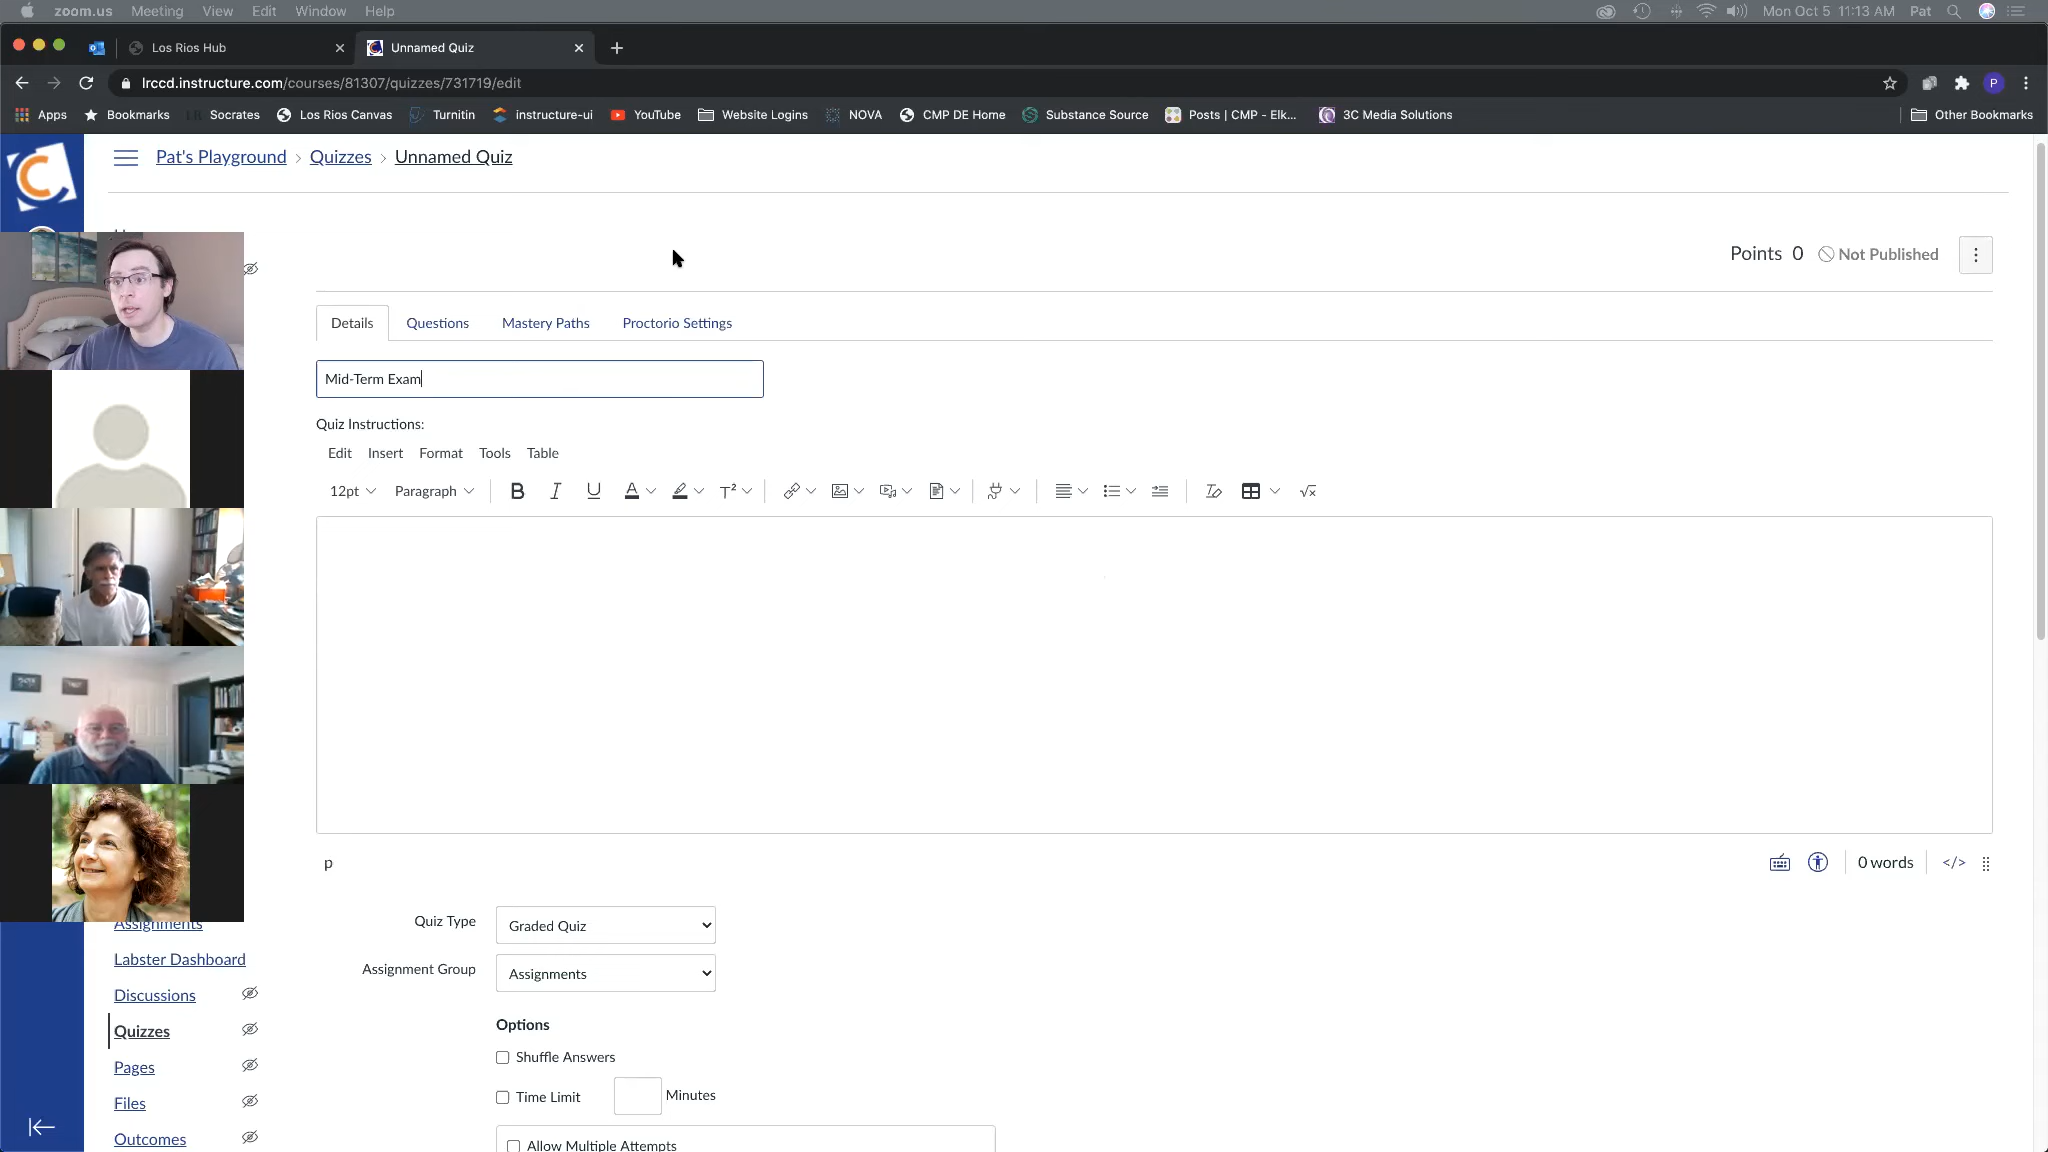 zoom.us Meeting View Edit Window Help Mon Oct 5 11:13 AM Pat
Los Rios Hub Unnamed Quiz
lrccd.instructure.com/courses/81307/quizzes/731719/edit P
Apps Bookmarks LR Socrates Los Rios Canvas Turnitin instructure-ui YouTube Website Logins NOVA CMP DE Home Substance Source Posts | CMP - Elk... 3C Media Solutions Other Bookmarks
Pat's Playground > Quizzes > Unnamed Quiz
Points 0 Not Published
Details Questions Mastery Paths Proctorio Settings
Mid-Term Exam
Quiz Instructions:
Edit Insert Format Tools Table
12pt Paragraph B I U A T²
p 0 words </>
Quiz Type Graded Quiz
Assignment Group Assignments
Options
Shuffle Answers
Time Limit Minutes
Allow Multiple Attempts
Assignments
Labster Dashboard
Discussions
Quizzes
Pages
Files
Outcomes